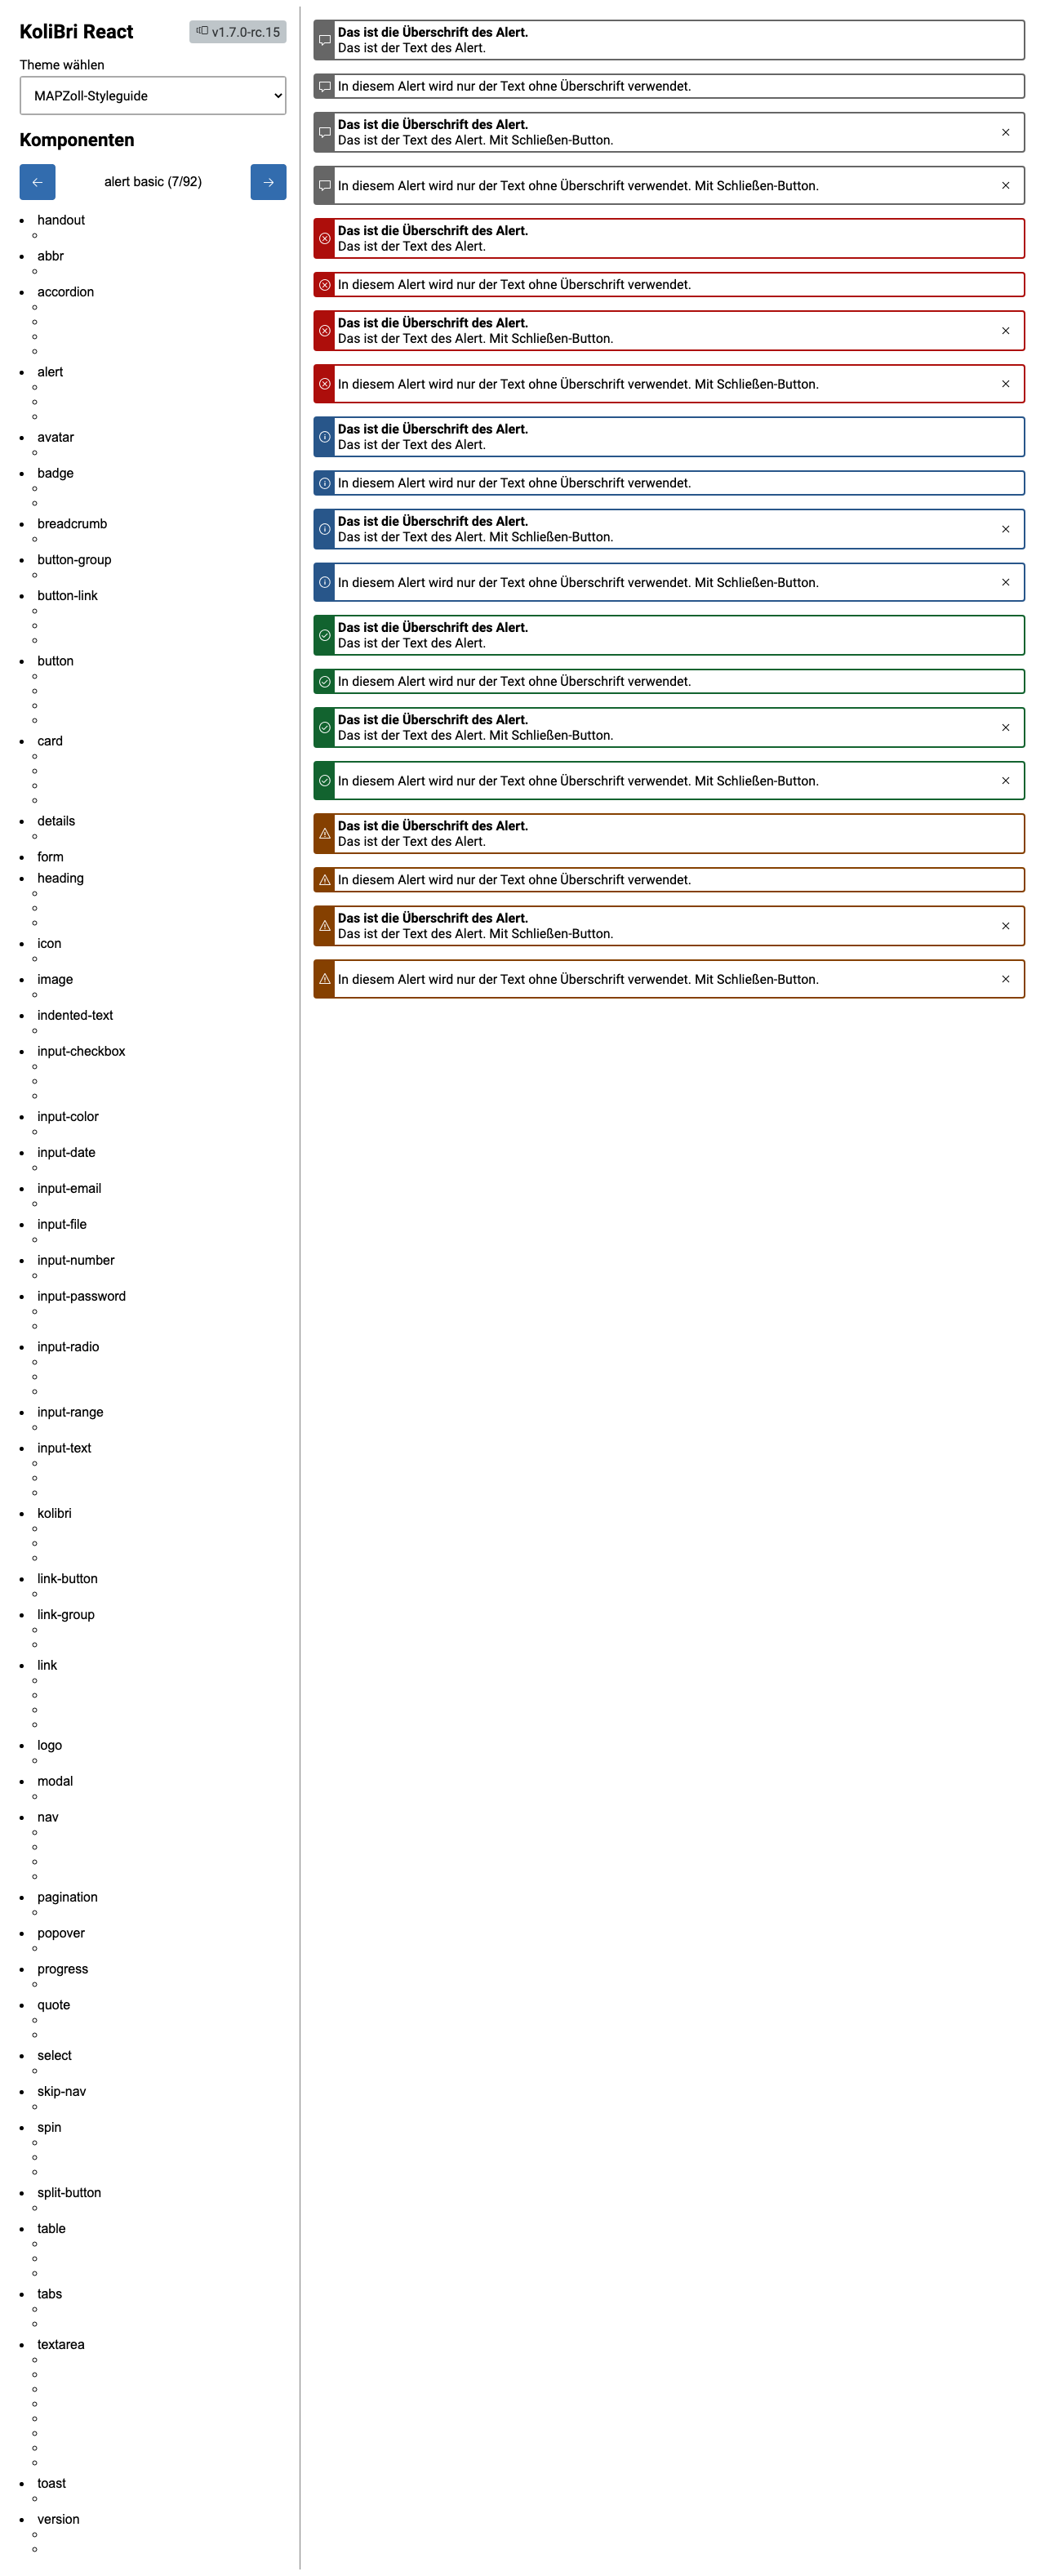 KoliBri React
v1.7.0-rc.15
Theme wählen
MAPZoll-Styleguide
Komponenten
alert basic (7/92)
handout
abbr
accordion
alert
avatar
badge
breadcrumb
button-group
button-link
button
card
details
form
heading
icon
image
indented-text
input-checkbox
input-color
input-date
input-email
input-file
input-number
input-password
input-radio
input-range
input-text
kolibri
link-button
link-group
link
logo
modal
nav
pagination
popover
progress
quote
select
skip-nav
spin
split-button
table
tabs
textarea
toast
version
Das ist die Überschrift des Alert.
Das ist der Text des Alert.
In diesem Alert wird nur der Text ohne Überschrift verwendet.
Das ist die Überschrift des Alert.
Das ist der Text des Alert. Mit Schließen-Button.
In diesem Alert wird nur der Text ohne Überschrift verwendet. Mit Schließen-Button.
Das ist die Überschrift des Alert.
Das ist der Text des Alert.
In diesem Alert wird nur der Text ohne Überschrift verwendet.
Das ist die Überschrift des Alert.
Das ist der Text des Alert. Mit Schließen-Button.
In diesem Alert wird nur der Text ohne Überschrift verwendet. Mit Schließen-Button.
Das ist die Überschrift des Alert.
Das ist der Text des Alert.
In diesem Alert wird nur der Text ohne Überschrift verwendet.
Das ist die Überschrift des Alert.
Das ist der Text des Alert. Mit Schließen-Button.
In diesem Alert wird nur der Text ohne Überschrift verwendet. Mit Schließen-Button.
Das ist die Überschrift des Alert.
Das ist der Text des Alert.
In diesem Alert wird nur der Text ohne Überschrift verwendet.
Das ist die Überschrift des Alert.
Das ist der Text des Alert. Mit Schließen-Button.
In diesem Alert wird nur der Text ohne Überschrift verwendet. Mit Schließen-Button.
Das ist die Überschrift des Alert.
Das ist der Text des Alert.
In diesem Alert wird nur der Text ohne Überschrift verwendet.
Das ist die Überschrift des Alert.
Das ist der Text des Alert. Mit Schließen-Button.
In diesem Alert wird nur der Text ohne Überschrift verwendet. Mit Schließen-Button.